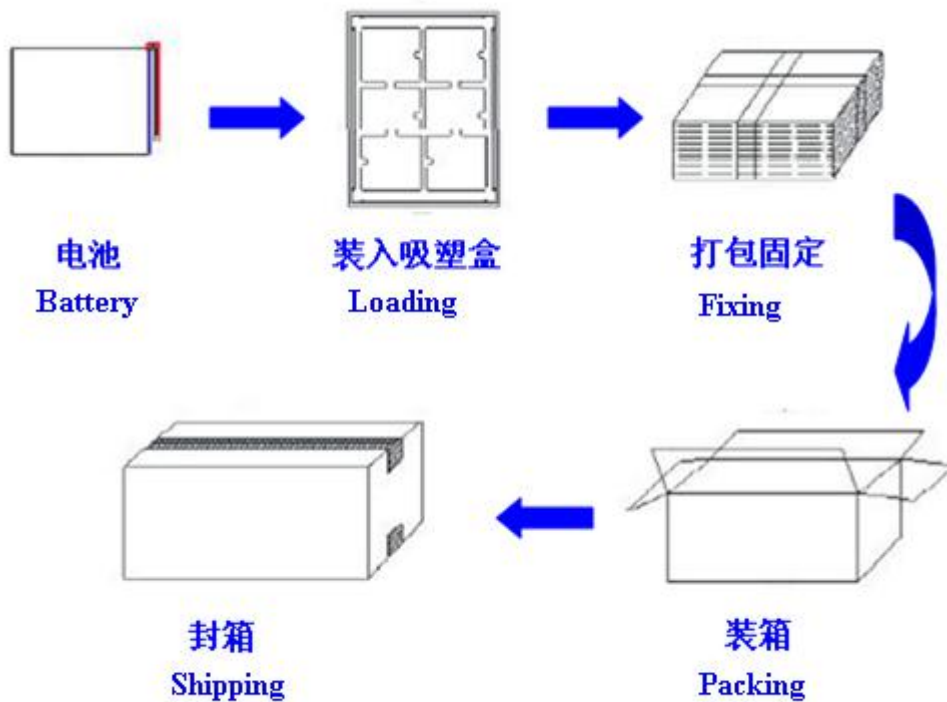 电池
Battery
装入吸塑盒
Loading
打包固定
Fixing
装箱
Packing
封箱
Shipping